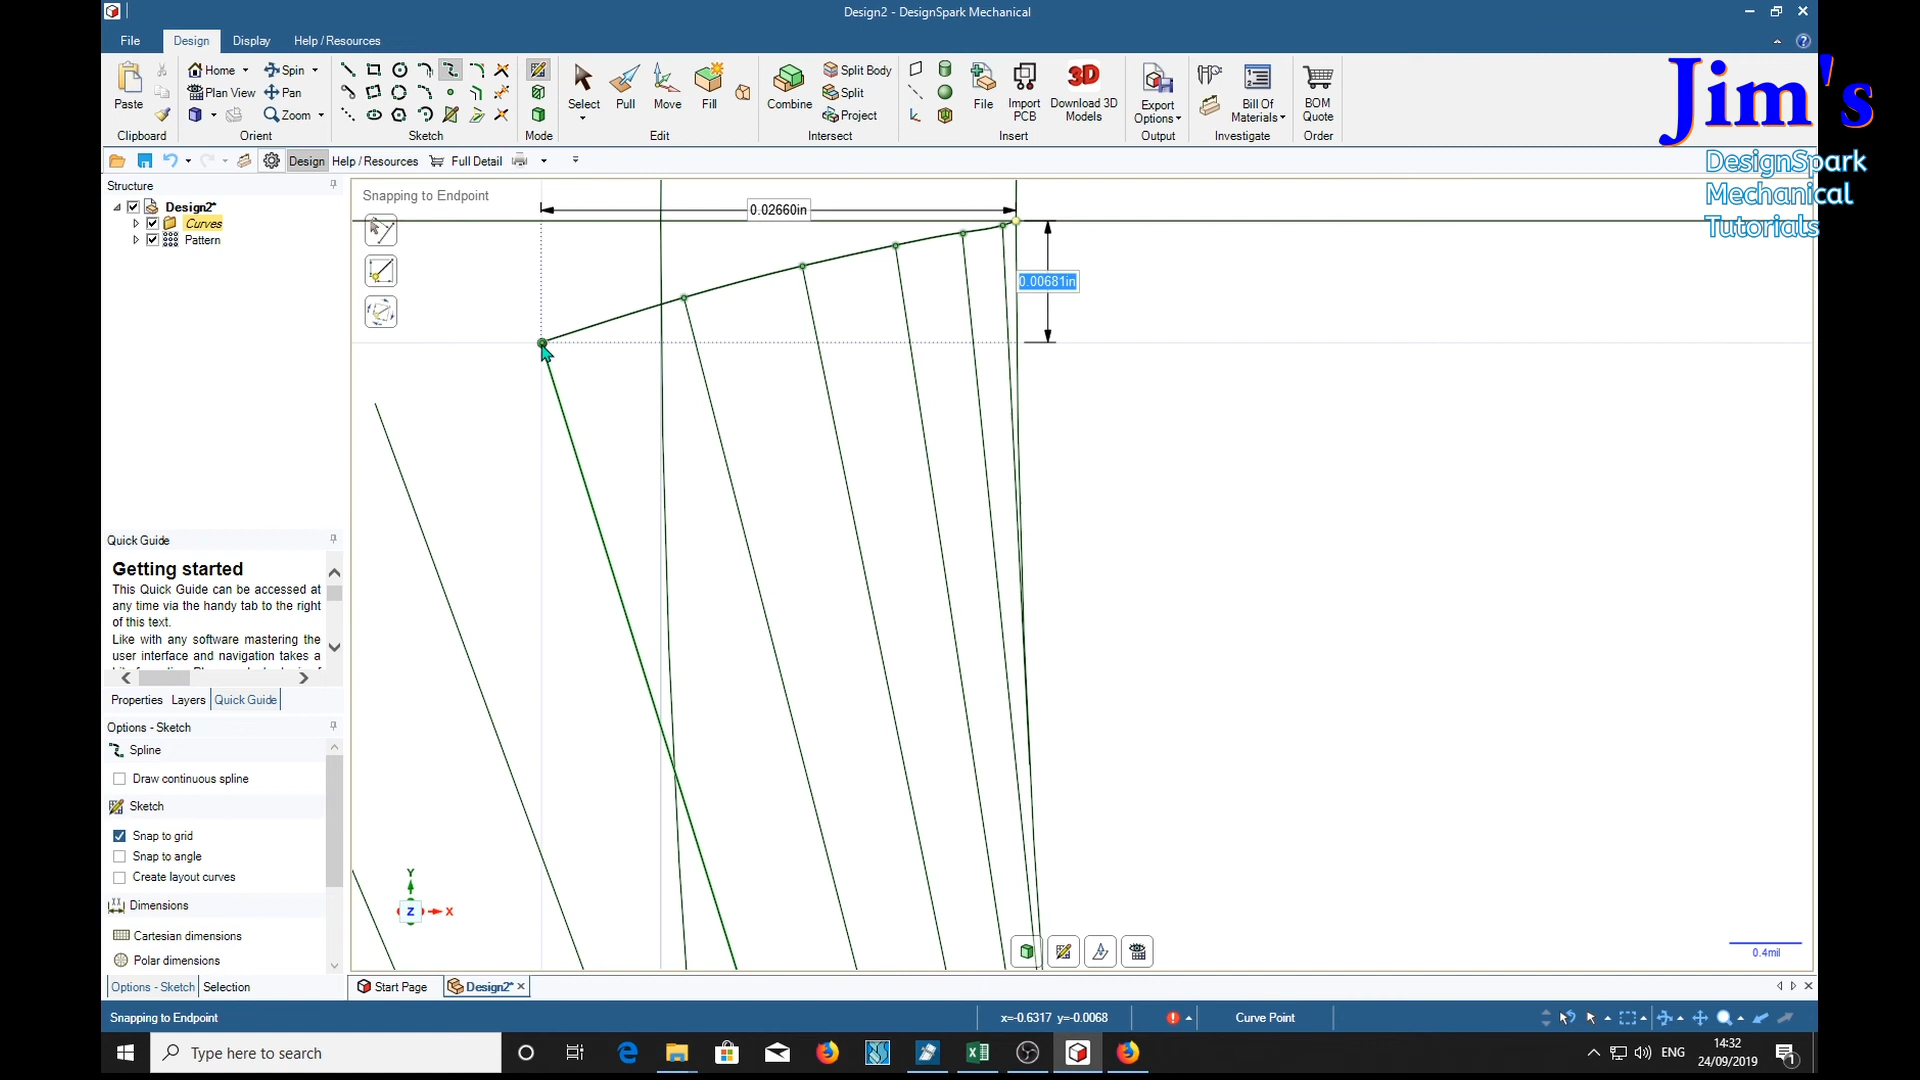 Design2 - DesignSpark Mechanical
File Design Display Help / Resources
Paste
Clipboard
Home Spin
Plan View Pan
Zoom
Orient
Sketch
Mode
Select Pull Move Fill
Edit
Combine
Split Body
Split
Project
Intersect
File
Import PCB
3D
Download 3D Models
Insert
Export Options
Output
Bill Of Materials
Investigate
BOM Quote
Order
Jim's
DesignSpark
Mechanical
Tutorials
Design Help / Resources Full Detail
Structure
Design2*
Curves
Pattern
Snapping to Endpoint
0.02660in
0.00681in
Quick Guide
Getting started
This Quick Guide can be accessed
at any time via the handy tab to the right
of this text.
Like with any software mastering the
user interface and navigation takes a
Properties Layers Quick Guide
Options - Sketch
Spline
Draw continuous spline
Sketch
Snap to grid
Snap to angle
Create layout curves
Dimensions
Cartesian dimensions
Polar dimensions
Options - Sketch Selection
Y
Z X
0.4mil
Start Page Design2*
Snapping to Endpoint
x=-0.6317 y=-0.0068
Curve Point
Type here to search
ENG
14:32
24/09/2019
1